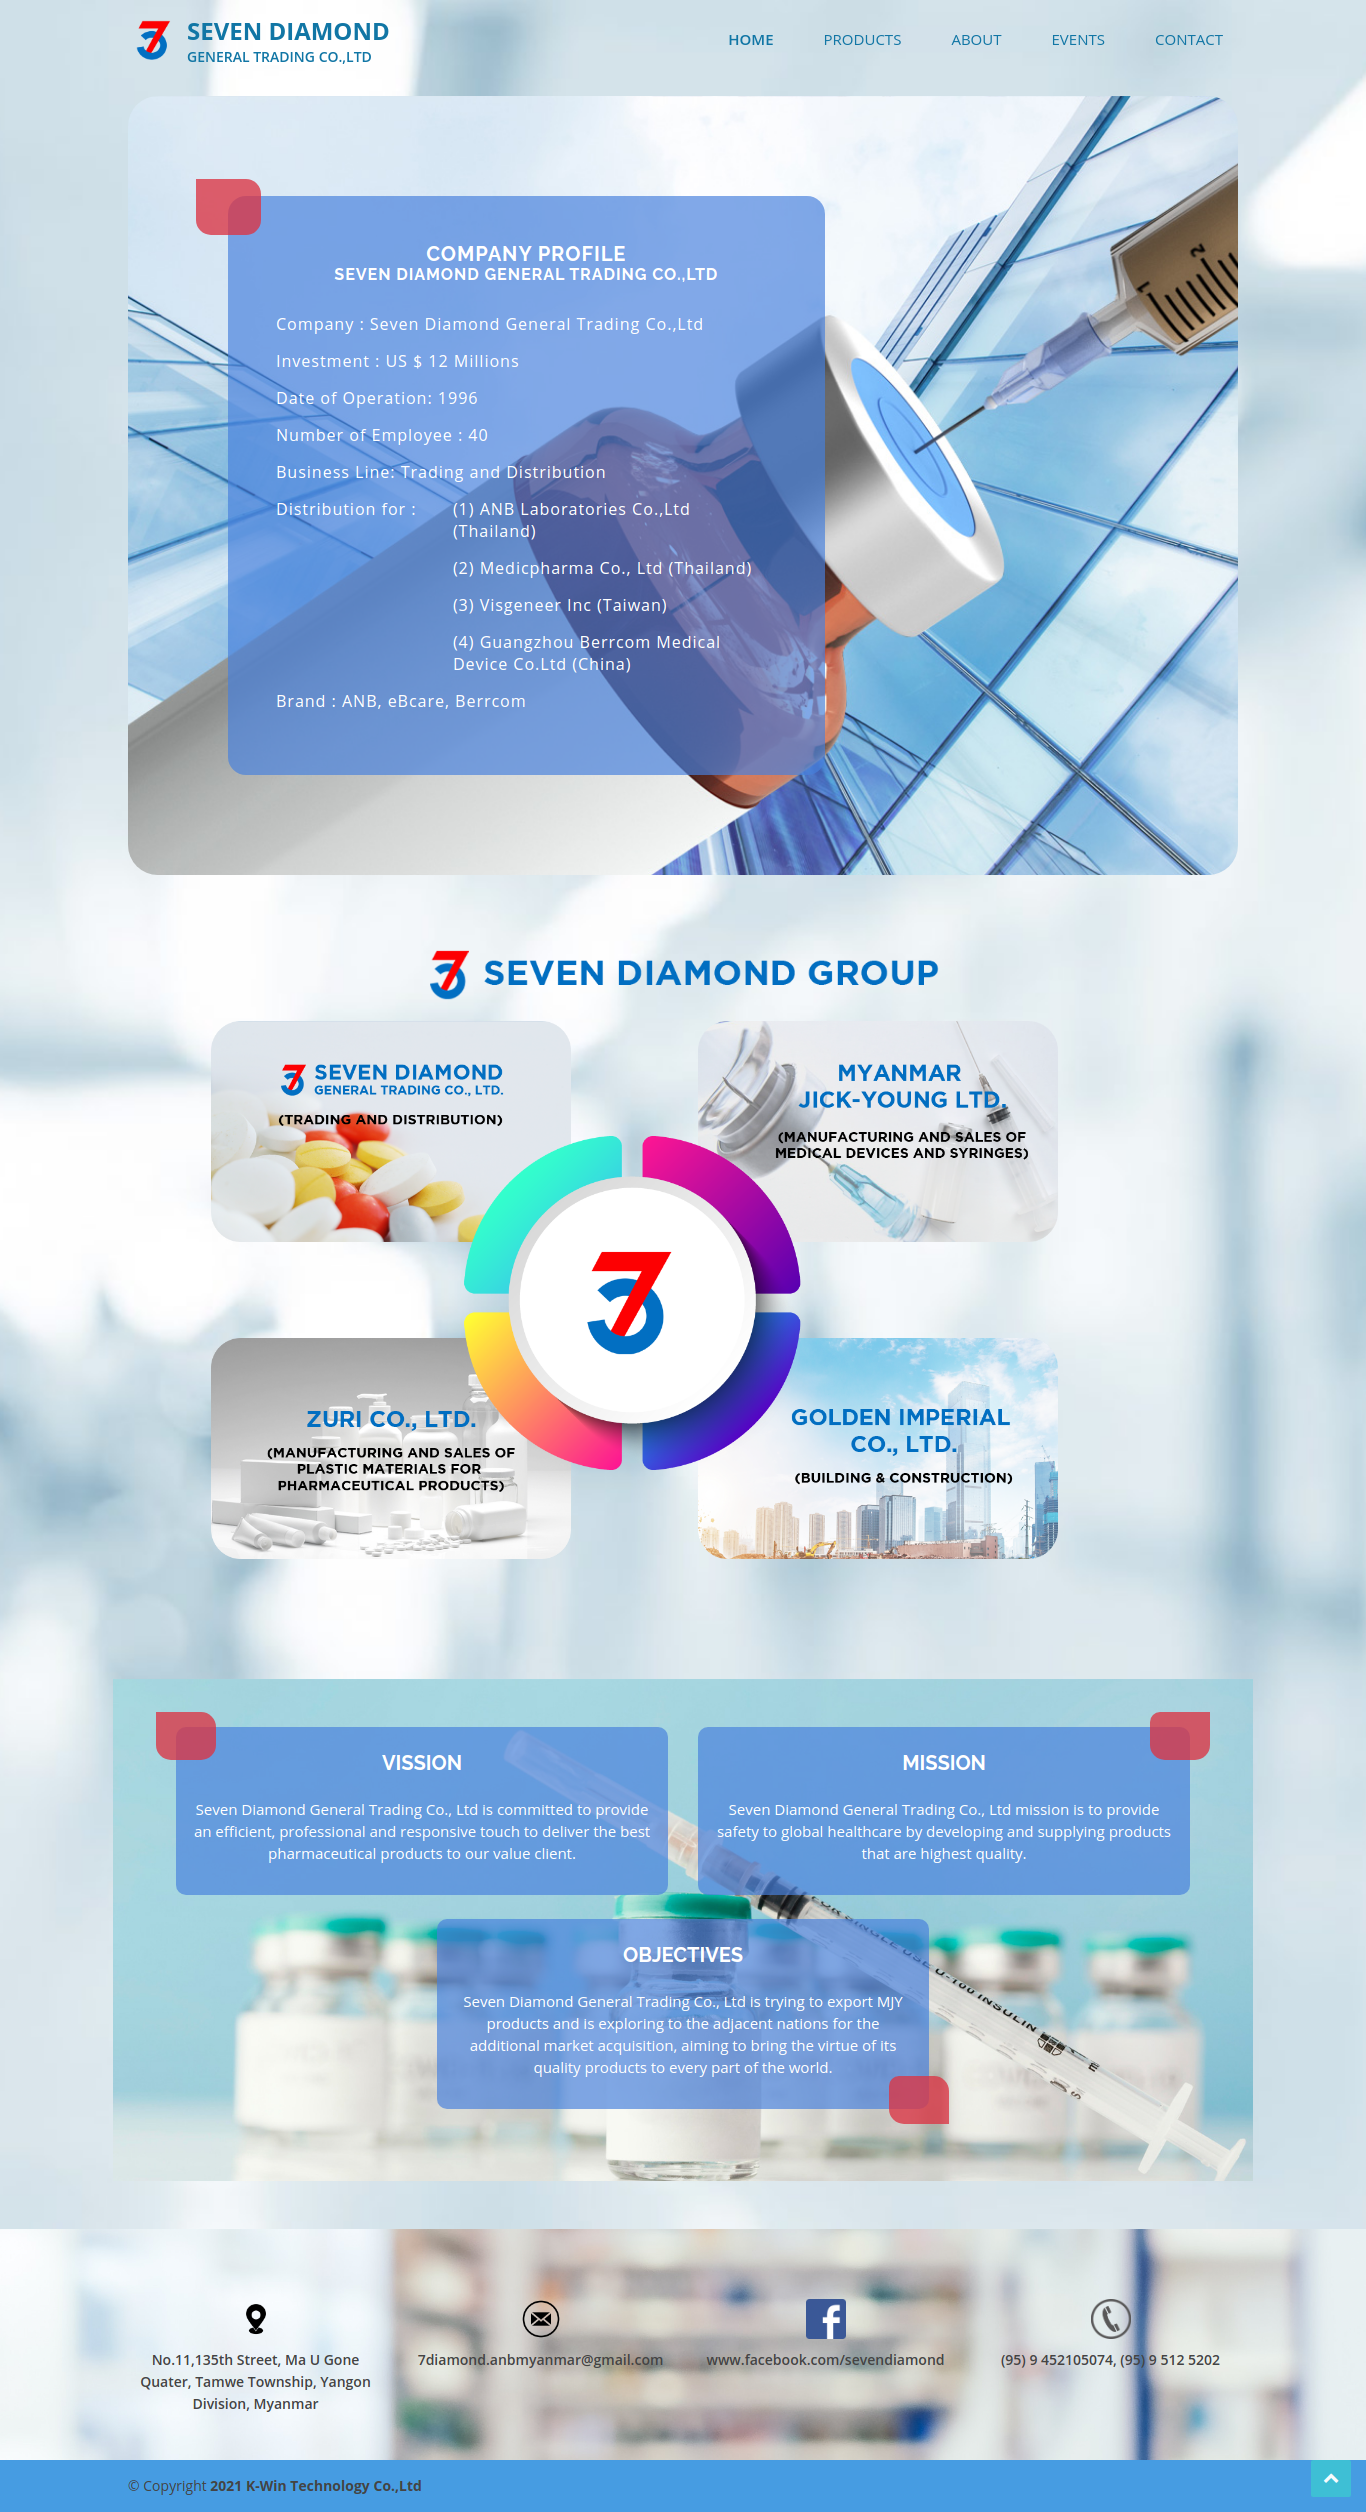 SEVEN DIAMOND
GENERAL TRADING CO.,LTD
HOME
PRODUCTS
ABOUT
EVENTS
CONTACT
COMPANY PROFILE
SEVEN DIAMOND GENERAL TRADING CO.,LTD
Company : Seven Diamond General Trading Co.,Ltd
Investment : US $ 12 Millions
Date of Operation: 1996
Number of Employee : 40
Business Line: Trading and Distribution
Distribution for :
(1) ANB Laboratories Co.,Ltd
(Thailand)
(2) Medicpharma Co., Ltd (Thailand)
(3) Visgeneer Inc (Taiwan)
(4) Guangzhou Berrcom Medical
Device Co.Ltd (China)
Brand : ANB, eBcare, Berrcom
2
1
SEVEN DIAMOND GROUP
SEVEN DIAMOND
GENERAL TRADING CO., LTD.
(TRADING AND DISTRIBUTION)
MYANMAR
JICK-YOUNG LTD.
(MANUFACTURING AND SALES OF
MEDICAL DEVICES AND SYRINGES)
ZURI CO., LTD.
(MANUFACTURING AND SALES OF
PLASTIC MATERIALS FOR
PHARMACEUTICAL PRODUCTS)
GOLDEN IMPERIAL
CO., LTD.
(BUILDING & CONSTRUCTION)
VISSION
Seven Diamond General Trading Co., Ltd is committed to provide
an efficient, professional and responsive touch to deliver the best
pharmaceutical products to our value client.
MISSION
Seven Diamond General Trading Co., Ltd mission is to provide
safety to global healthcare by developing and supplying products
that are highest quality.
OBJECTIVES
Seven Diamond General Trading Co., Ltd is trying to export MJY
products and is exploring to the adjacent nations for the
additional market acquisition, aiming to bring the virtue of its
quality products to every part of the world.
FOR SINGLE USE U-100 INSULIN
No.11,135th Street, Ma U Gone
Quater, Tamwe Township, Yangon
Division, Myanmar
7diamond.anbmyanmar@gmail.com
www.facebook.com/sevendiamond
(95) 9 452105074, (95) 9 512 5202
© Copyright 2021 K-Win Technology Co.,Ltd